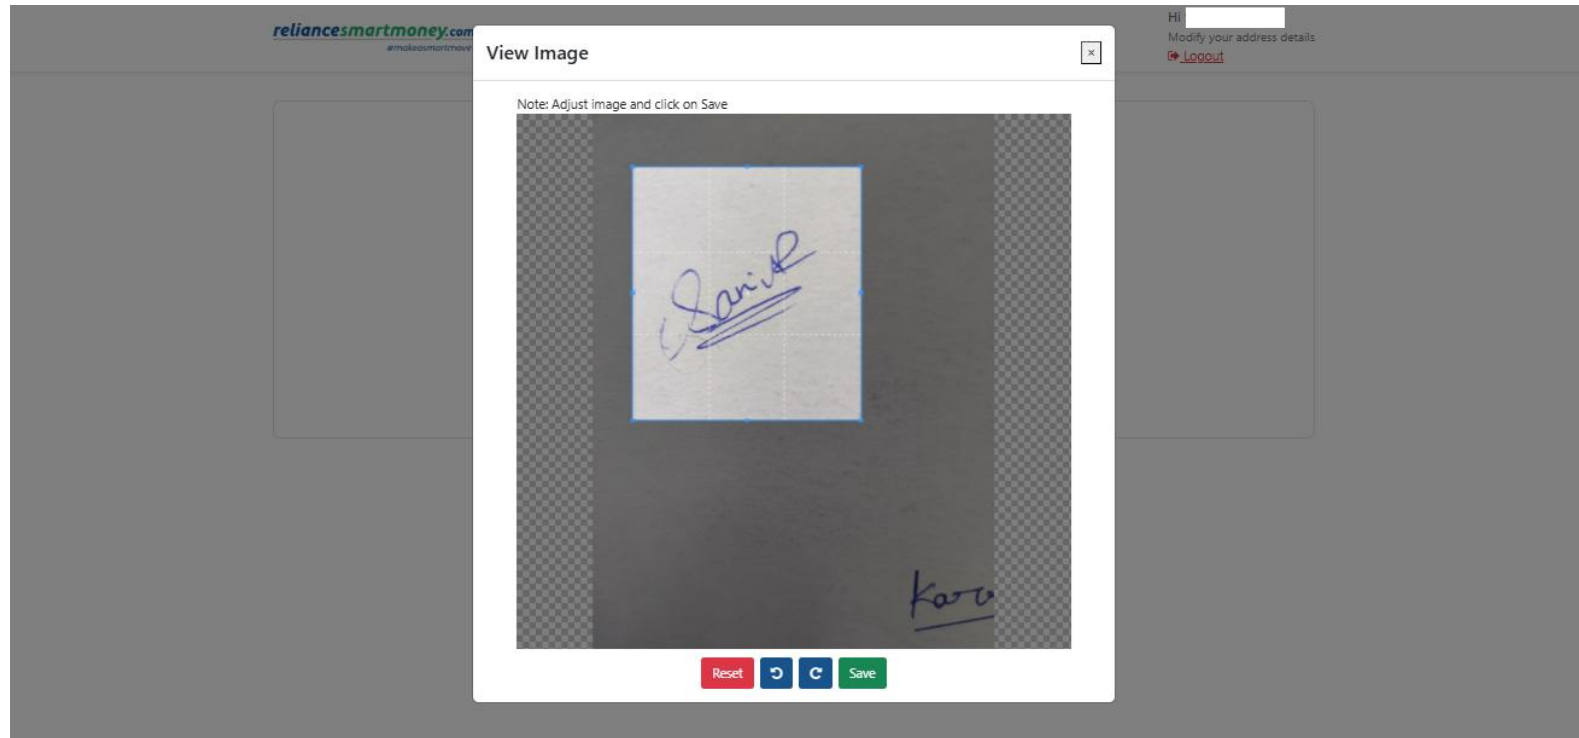 reliancesmartmoney.com
#makeasmartmove
Hi
Modify your address details
Logout
View Image
×
Note: Adjust image and click on Save
Kara
Reset
Save